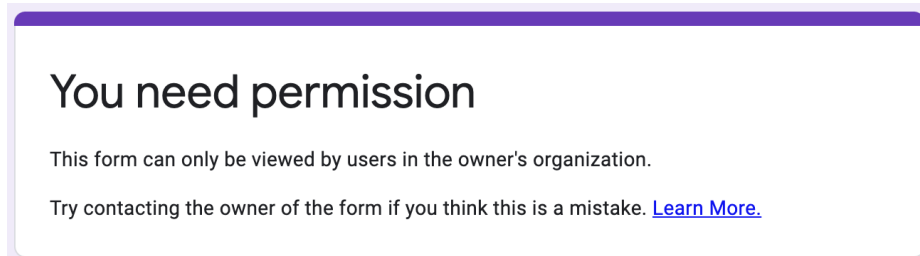 You need permission
This form can only be viewed by users in the owner's organization.
Try contacting the owner of the form if you think this is a mistake. Learn More.